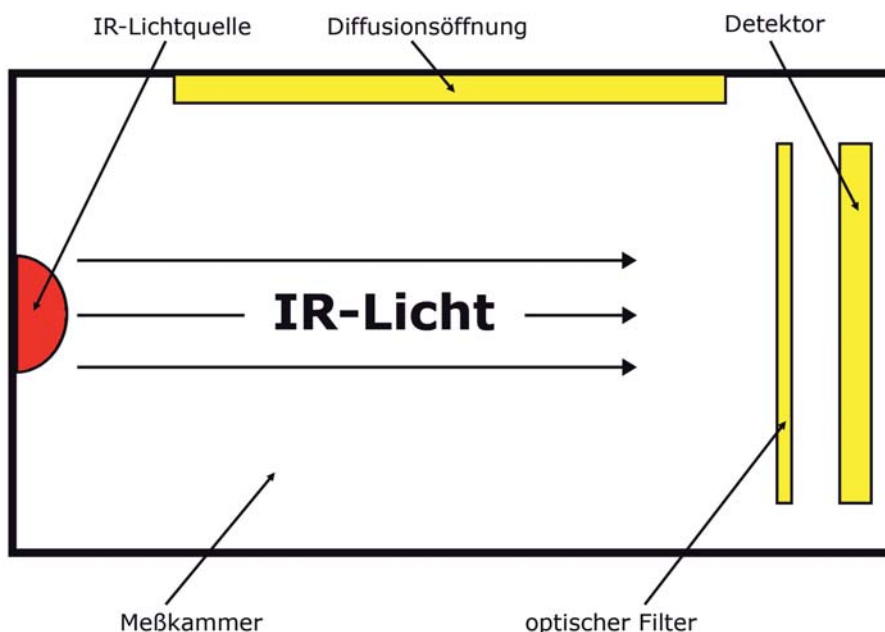 IR-Lichtquelle
Diffusionsöffnung
Detektor
IR-Licht
Meßkammer
optischer Filter